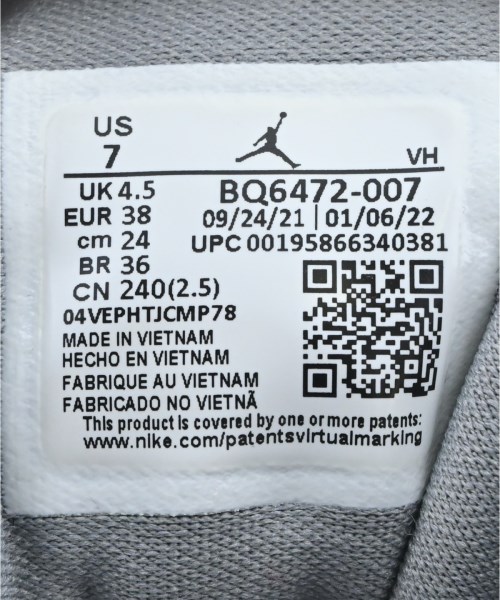 US
7
VH
UK 4.5
EUR 38
cm 24
BR 36
CN 240(2.5)
BQ6472-007
09/24/21 | 01/06/22
UPC 00195866340381
04VEPHTJCMP78
MADE IN VIETNAM
HECHO EN VIETNAM
FABRIQUE AU VIETNAM
FABRICADO NO VIETNÃ
This product is covered by one or more patents:
www.nike.com/patentsvirtualmarking